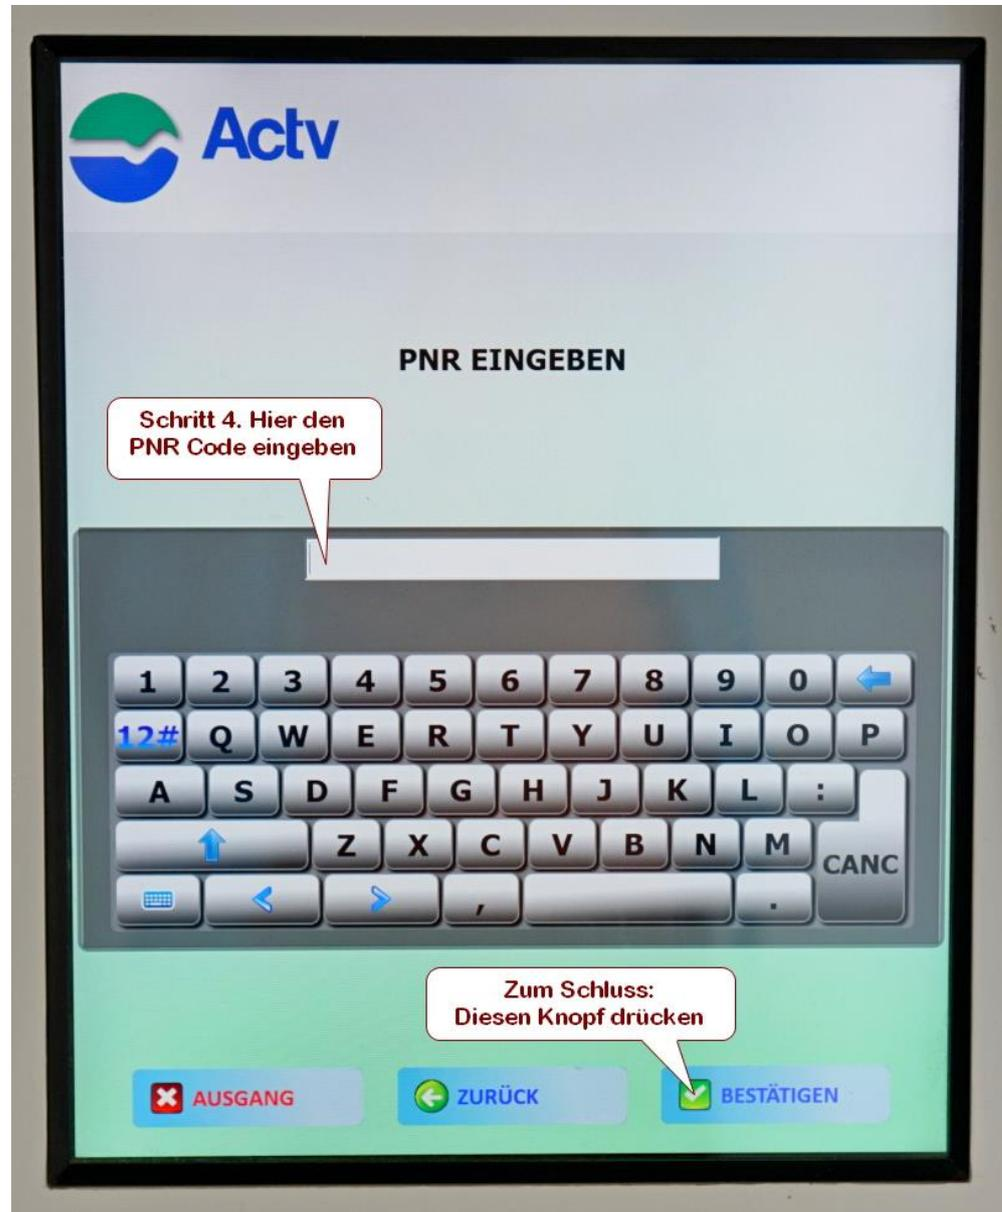 Actv
PNR EINGEBEN
Schritt 4. Hier den
PNR Code eingeben
1 2 3 4 5 6 7 8 9 0
12# Q W E R T Y U I O P
A S D F G H J K L :
Z X C V B N M CANC
, .
Zum Schluss:
Diesen Knopf drücken
AUSGANG ZURÜCK BESTÄTIGEN